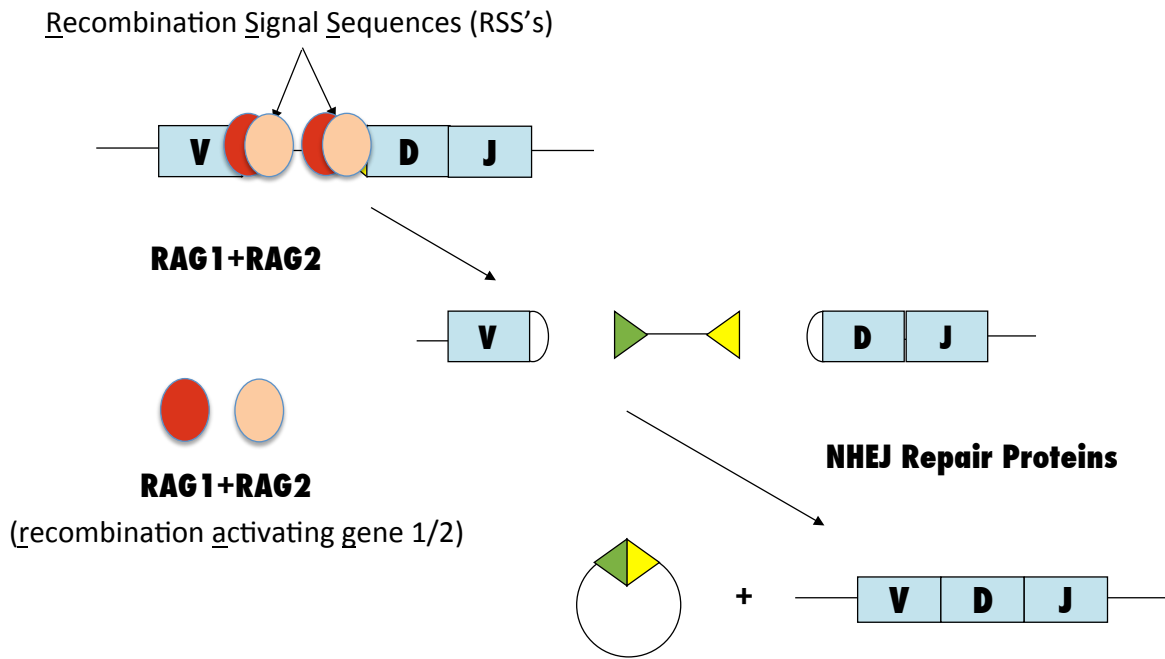 Recombination Signal Sequences (RSS's)
V D J
RAG1+RAG2
V D J
NHEJ Repair Proteins
RAG1+RAG2
(recombination activating gene 1/2)
+ V D J